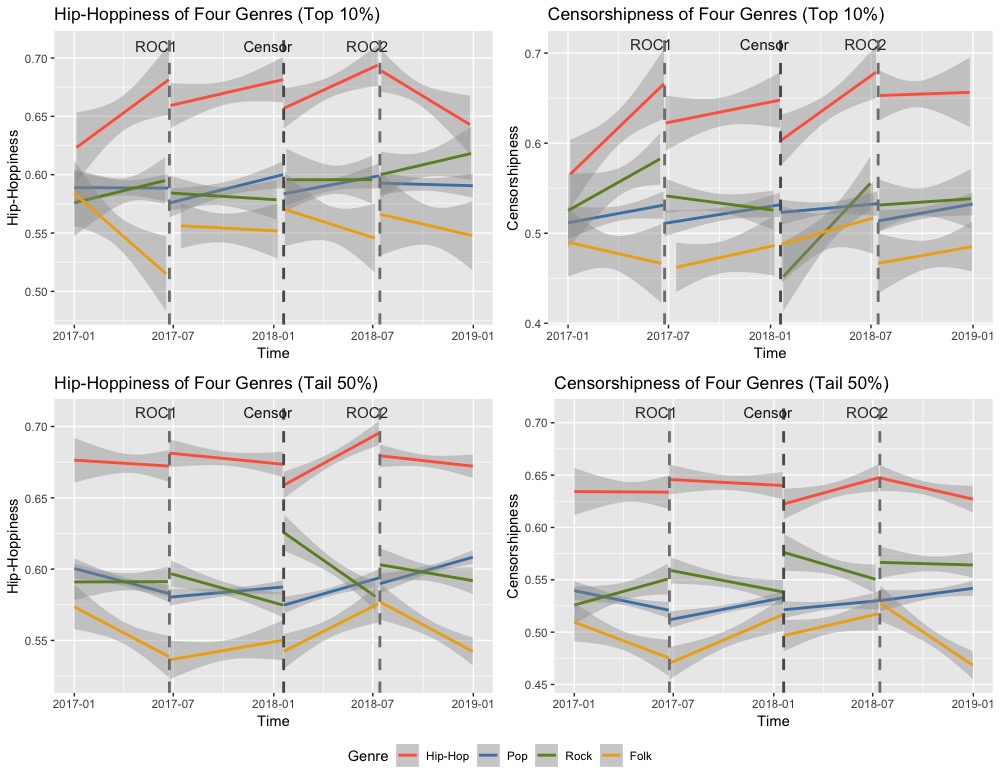 Hip-Hoppiness of Four Genres (Top 10%)
ROC1 Censor ROC2
0.70
0.65
0.60
0.55
0.50
Hip-Hoppiness
2017-01 2017-07 2018-01 2018-07 2019-01
Time
Censorshipness of Four Genres (Top 10%)
ROC1 Censor ROC2
0.7
0.6
0.5
0.4
Censorshipness
2017-01 2017-07 2018-01 2018-07 2019-01
Time
Hip-Hoppiness of Four Genres (Tail 50%)
ROC1 Censor ROC2
0.70
0.65
0.60
0.55
Hip-Hoppiness
2017-01 2017-07 2018-01 2018-07 2019-01
Time
Censorshipness of Four Genres (Tail 50%)
ROC1 Censor ROC2
0.70
0.65
0.60
0.55
0.50
0.45
Censorshipness
2017-01 2017-07 2018-01 2018-07 2019-01
Time
Genre Hip-Hop Pop Rock Folk